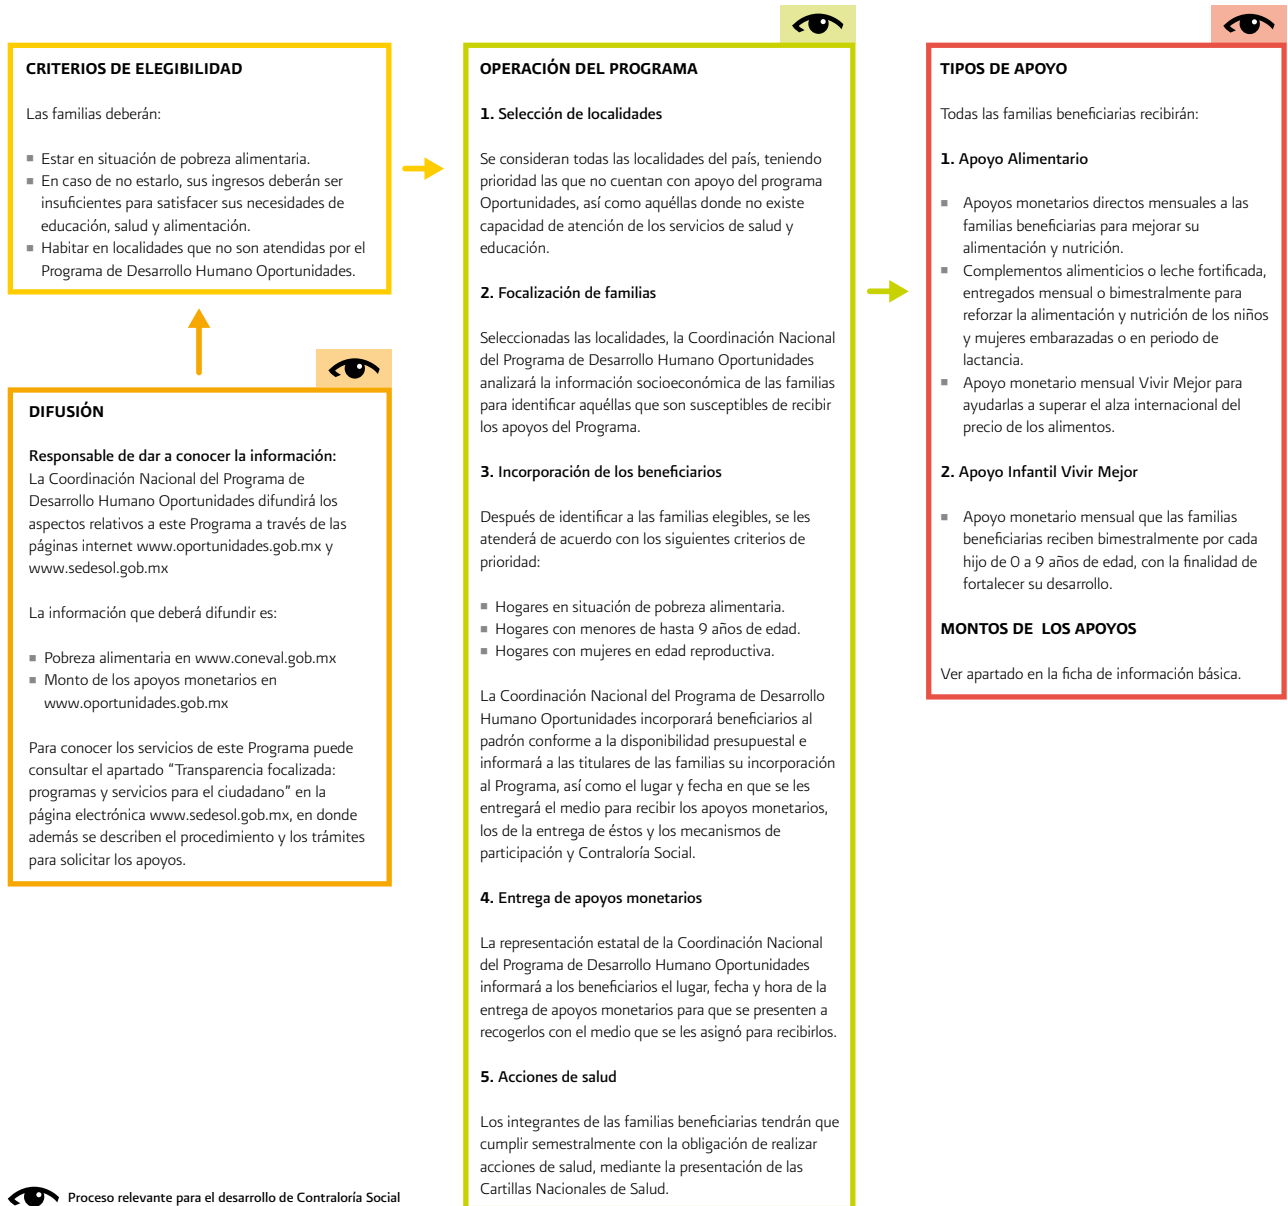 CRITERIOS DE ELEGIBILIDAD
Las familias deberán:
■ Estar en situación de pobreza alimentaria.
■ En caso de no estarlo, sus ingresos deberán ser
insuficientes para satisfacer sus necesidades de
educación, salud y alimentación.
■ Habitar en localidades que no son atendidas por el
Programa de Desarrollo Humano Oportunidades.
DIFUSIÓN
Responsable de dar a conocer la información:
La Coordinación Nacional del Programa de
Desarrollo Humano Oportunidades difundirá los
aspectos relativos a este Programa a través de las
páginas internet www.oportunidades.gob.mx y
www.sedesol.gob.mx
La información que deberá difundir es:
■ Pobreza alimentaria en www.coneval.gob.mx
■ Monto de los apoyos monetarios en
www.oportunidades.gob.mx
Para conocer los servicios de este Programa puede
consultar el apartado "Transparencia focalizada:
programas y servicios para el ciudadano" en la
página electrónica www.sedesol.gob.mx, en donde
además se describen el procedimiento y los trámites
para solicitar los apoyos.
Proceso relevante para el desarrollo de Contraloría Social
OPERACIÓN DEL PROGRAMA
1. Selección de localidades
Se consideran todas las localidades del país, teniendo
prioridad las que no cuentan con apoyo del programa
Oportunidades, así como aquéllas donde no existe
capacidad de atención de los servicios de salud y
educación.
2. Focalización de familias
Seleccionadas las localidades, la Coordinación Nacional
del Programa de Desarrollo Humano Oportunidades
analizará la información socioeconómica de las familias
para identificar aquéllas que son susceptibles de recibir
los apoyos del Programa.
3. Incorporación de los beneficiarios
Después de identificar a las familias elegibles, se les
atenderá de acuerdo con los siguientes criterios de
prioridad:
■ Hogares en situación de pobreza alimentaria.
■ Hogares con menores de hasta 9 años de edad.
■ Hogares con mujeres en edad reproductiva.
La Coordinación Nacional del Programa de Desarrollo
Humano Oportunidades incorporará beneficiarios al
padrón conforme a la disponibilidad presupuestal e
informará a las titulares de las familias su incorporación
al Programa, así como el lugar y fecha en que se les
entregará el medio para recibir los apoyos monetarios,
los de la entrega de éstos y los mecanismos de
participación y Contraloría Social.
4. Entrega de apoyos monetarios
La representación estatal de la Coordinación Nacional
del Programa de Desarrollo Humano Oportunidades
informará a los beneficiarios el lugar, fecha y hora de la
entrega de apoyos monetarios para que se presenten a
recogerlos con el medio que se les asignó para recibirlos.
5. Acciones de salud
Los integrantes de las familias beneficiarias tendrán que
cumplir semestralmente con la obligación de realizar
acciones de salud, mediante la presentación de las
Cartillas Nacionales de Salud.
TIPOS DE APOYO
Todas las familias beneficiarias recibirán:
1. Apoyo Alimentario
■ Apoyos monetarios directos mensuales a las
familias beneficiarias para mejorar su
alimentación y nutrición.
■ Complementos alimenticios o leche fortificada,
entregados mensual o bimestralmente para
reforzar la alimentación y nutrición de los niños
y mujeres embarazadas o en periodo de
lactancia.
■ Apoyo monetario mensual Vivir Mejor para
ayudarlas a superar el alza internacional del
precio de los alimentos.
2. Apoyo Infantil Vivir Mejor
■ Apoyo monetario mensual que las familias
beneficiarias reciben bimestralmente por cada
hijo de 0 a 9 años de edad, con la finalidad de
fortalecer su desarrollo.
MONTOS DE LOS APOYOS
Ver apartado en la ficha de información básica.